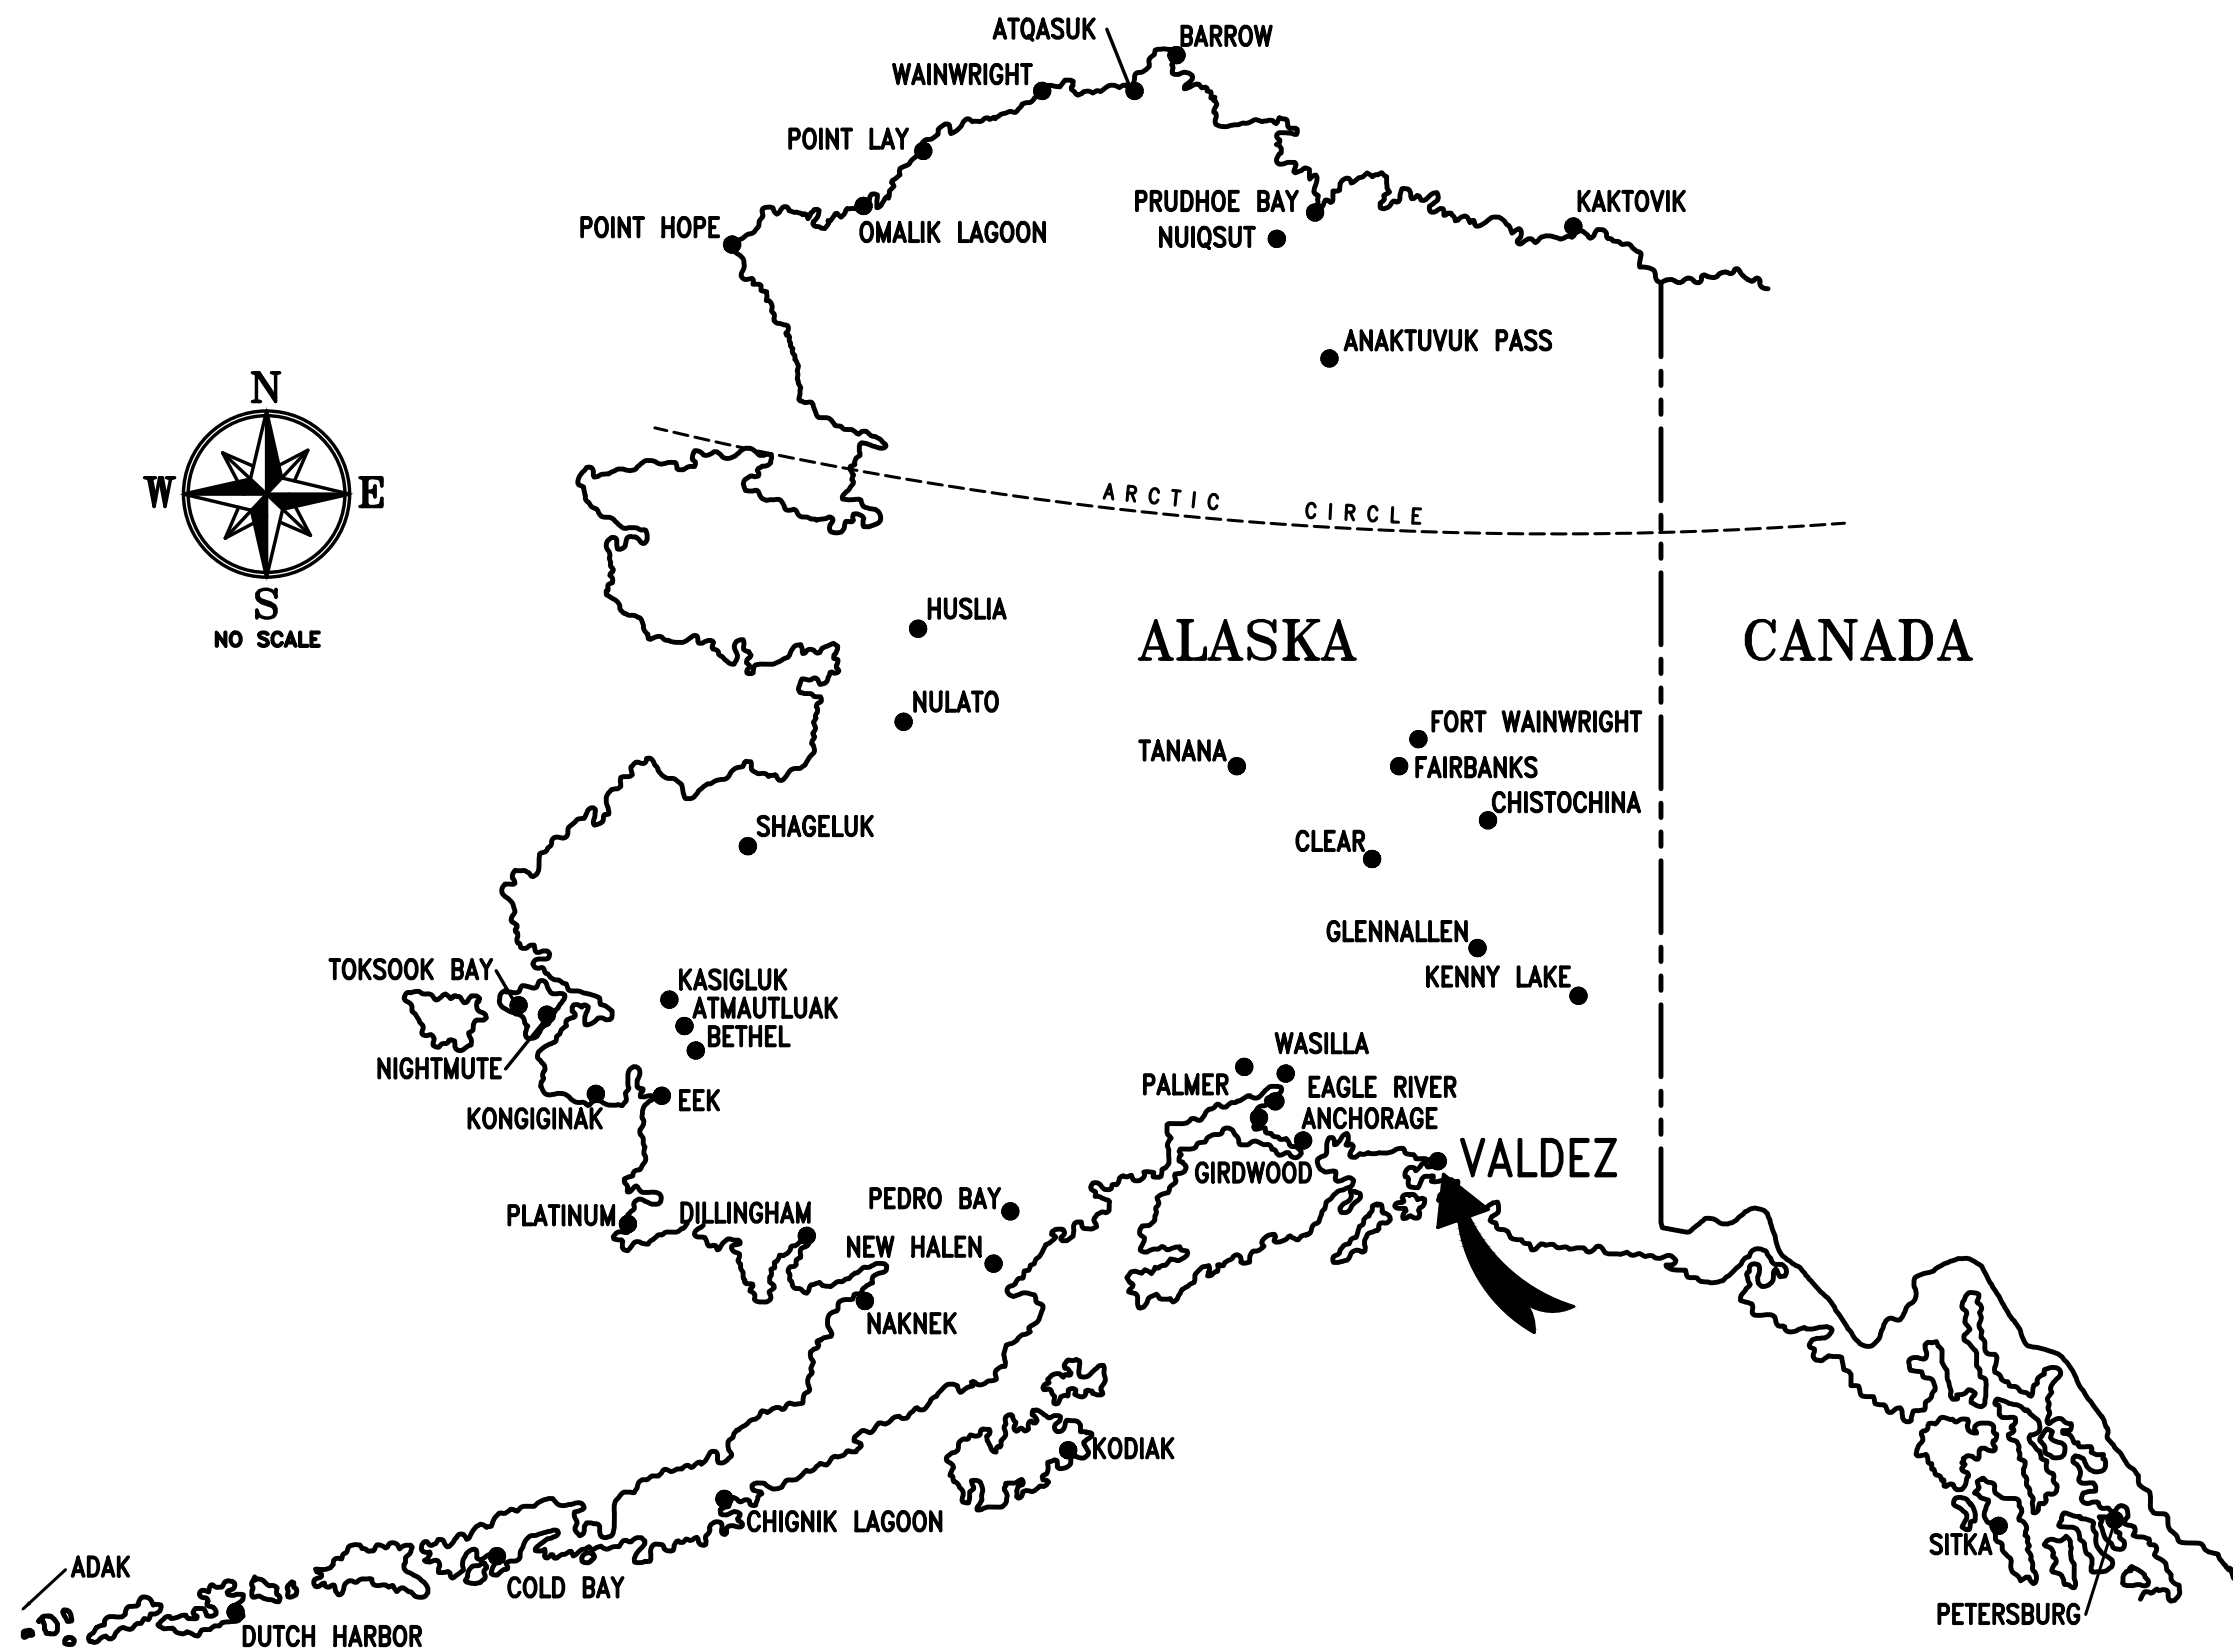 ATQASUK
BARROW
WAINWRIGHT
POINT LAY
PRUDHOE BAY
KAKTOVIK
POINT HOPE
OMALIK LAGOON
NUIQSUT
ANAKTUVUK PASS
N
W
E
S
NO SCALE
ARCTIC CIRCLE
HUSLIA
ALASKA
CANADA
NULATO
FORT WAINWRIGHT
TANANA
FAIRBANKS
CHISTOCHINA
SHAGELUK
CLEAR
GLENNALLEN
TOKSOOK BAY
KASIGLUK
KENNY LAKE
ATMAUTLUAK
BETHEL
WASILLA
NIGHTMUTE
PALMER
EAGLE RIVER
EEK
KONGIGINAK
ANCHORAGE
VALDEZ
GIRDWOOD
PEDRO BAY
PLATINUM
DILLINGHAM
NEW HALEN
NAKNEK
KODIAK
CHIGNIK LAGOON
SITKA
ADAK
COLD BAY
PETERSBURG
DUTCH HARBOR